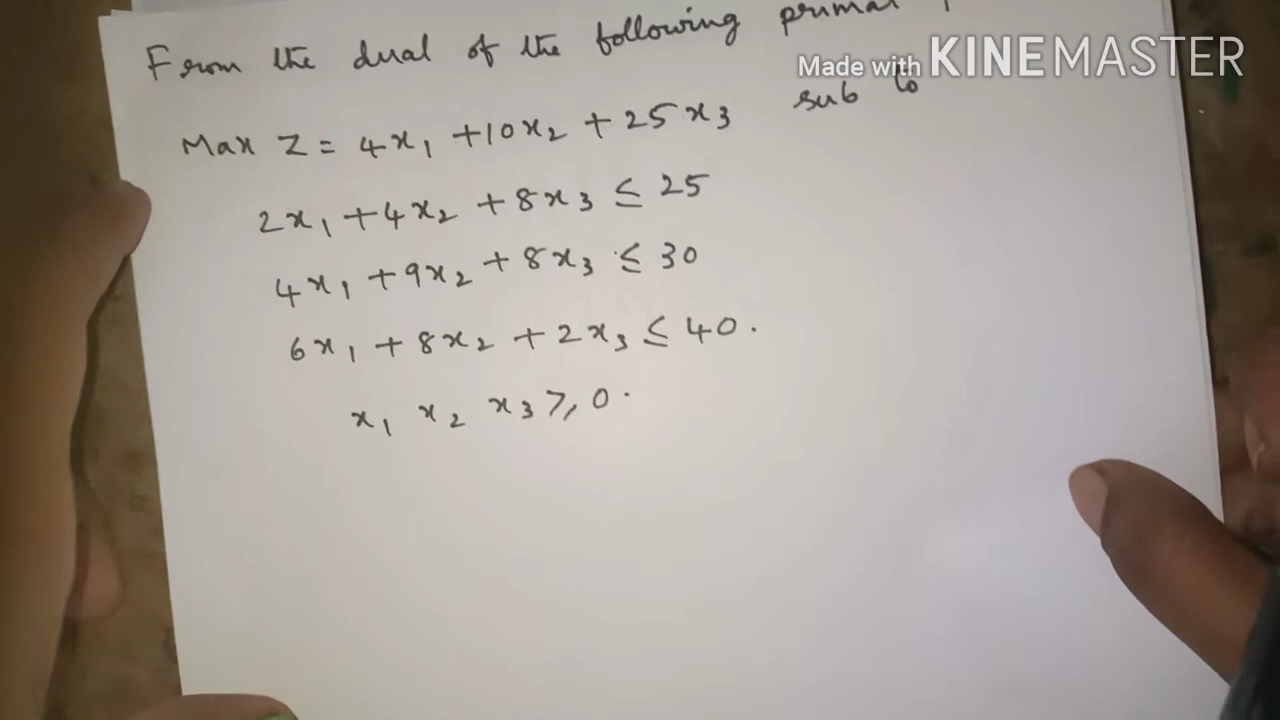 From the dual of the following primal
Made with KINEMASTER
Max Z = 4x₁ + 10x₂ + 25x₃ sub to
2x₁ + 4x₂ + 8x₃ ≤ 25
4x₁ + 9x₂ + 8x₃ ≤ 30
6x₁ + 8x₂ + 2x₃ ≤ 40.
x₁ x₂ x₃ ≥ 0.